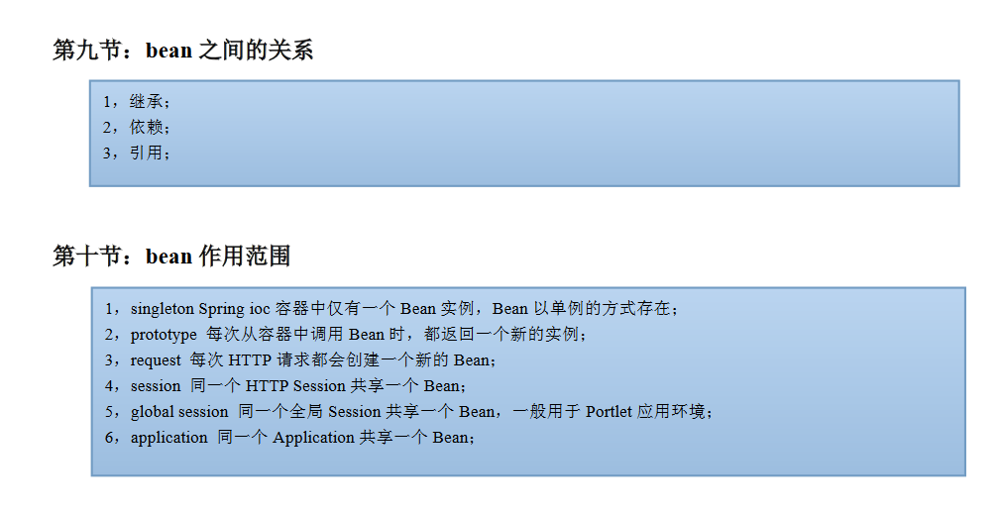 第九节：bean 之间的关系
1，继承；
2，依赖；
3，引用；
第十节：bean 作用范围
1，singleton Spring ioc 容器中仅有一个 Bean 实例，Bean 以单例的方式存在；
2，prototype 每次从容器中调用 Bean 时，都返回一个新的实例；
3，request 每次 HTTP 请求都会创建一个新的 Bean；
4，session 同一个 HTTP Session 共享一个 Bean；
5，global session 同一个全局 Session 共享一个 Bean，一般用于 Portlet 应用环境；
6，application 同一个 Application 共享一个 Bean；